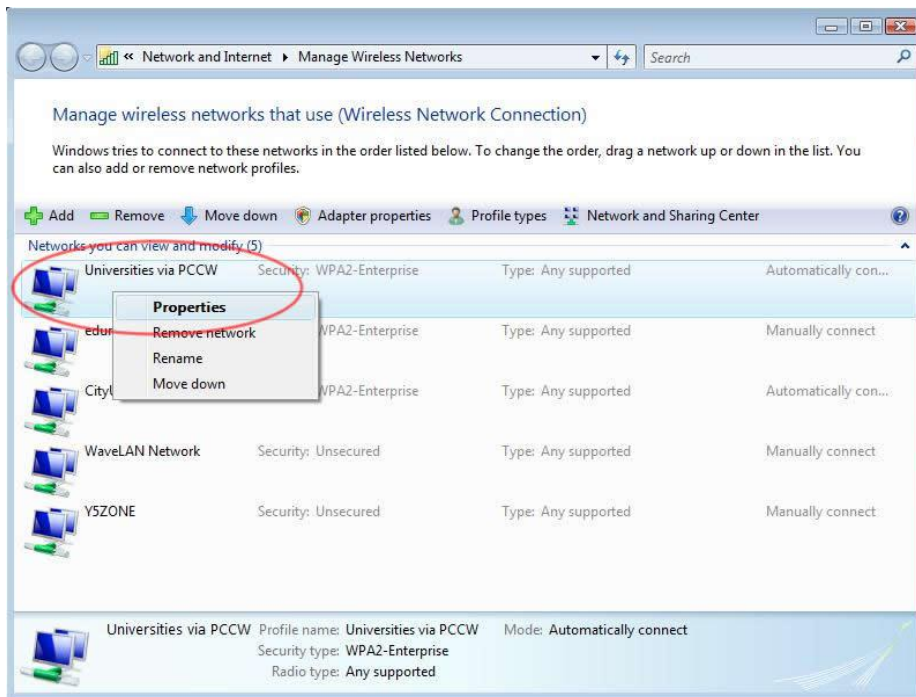 « Network and Internet ▸ Manage Wireless Networks Search
Manage wireless networks that use (Wireless Network Connection)
Windows tries to connect to these networks in the order listed below. To change the order, drag a network up or down in the list. You
can also add or remove network profiles.
Add Remove Move down Adapter properties Profile types Network and Sharing Center
Networks you can view and modify (5)
Universities via PCCW Security: WPA2-Enterprise Type: Any supported Automatically con...
Properties
WPA2-Enterprise Type: Any supported Manually connect
Remove network
Rename
Move down
WPA2-Enterprise Type: Any supported Automatically con...
WaveLAN Network Security: Unsecured Type: Any supported Manually connect
Y5ZONE Security: Unsecured Type: Any supported Manually connect
Universities via PCCW Profile name: Universities via PCCW Mode: Automatically connect
Security type: WPA2-Enterprise
Radio type: Any supported